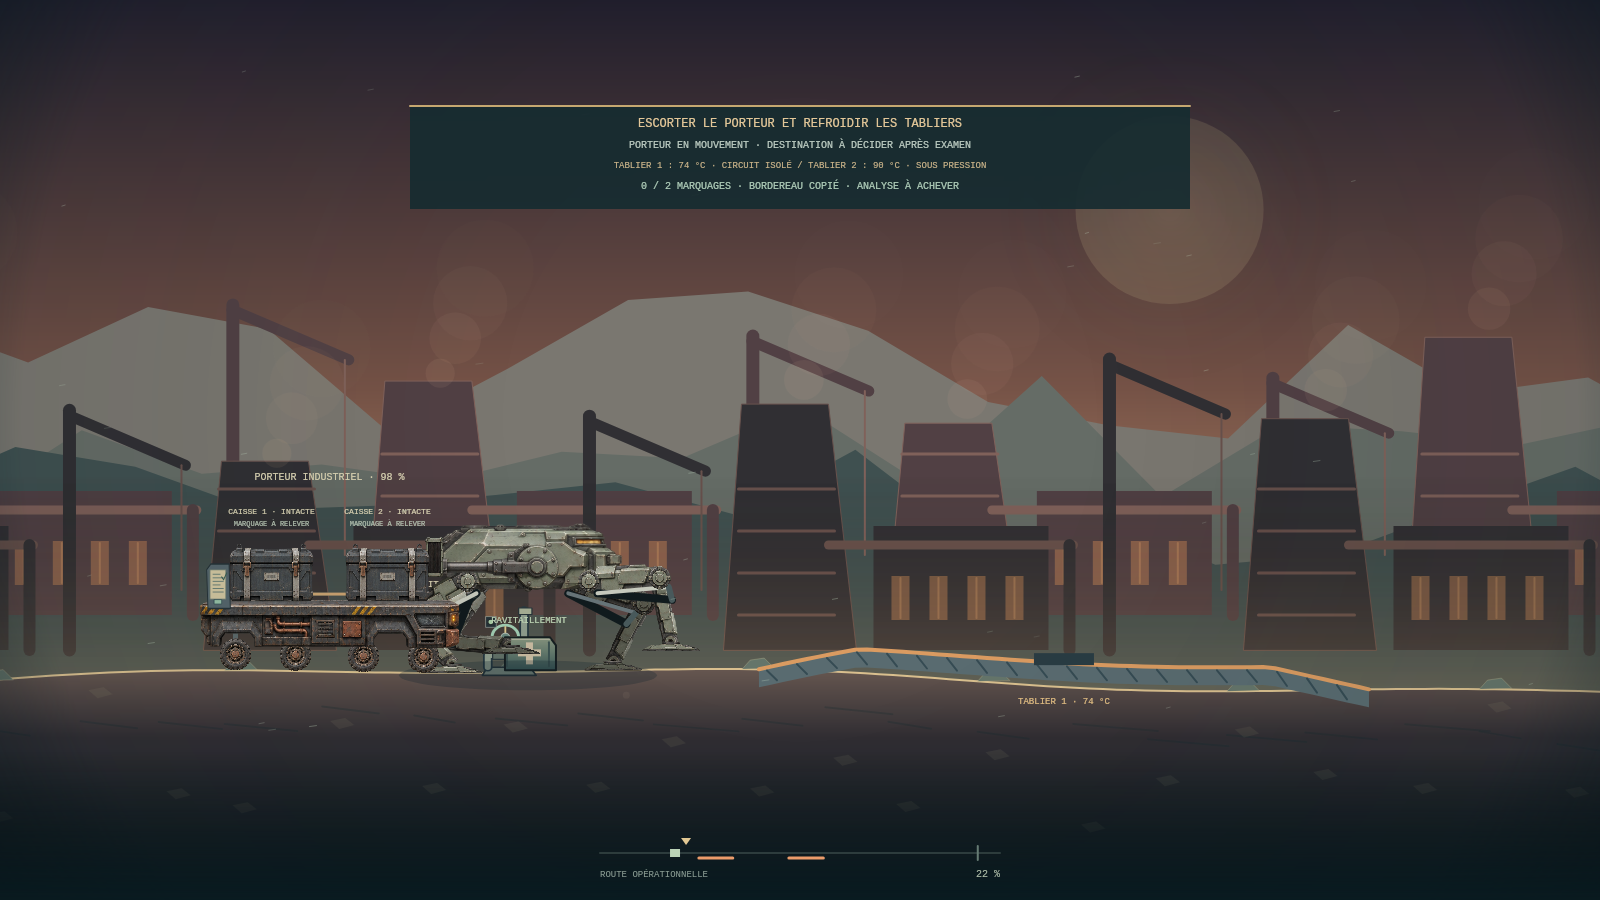 ESCORTER LE PORTEUR ET REFROIDIR LES TABLIERS
PORTEUR EN MOUVEMENT · DESTINATION À DÉCIDER APRÈS EXAMEN
TABLIER 1 : 74 °C · CIRCUIT ISOLÉ / TABLIER 2 : 90 °C · SOUS PRESSION
0 / 2 MARQUAGES · BORDEREAU COPIÉ · ANALYSE À ACHEVER
PORTEUR INDUSTRIEL · 98 %
CAISSE 1 · INTACTE
MARQUAGE À RELEVER
CAISSE 2 · INTACTE
MARQUAGE À RELEVER
RAVITAILLEMENT
TABLIER 1 · 74 °C
ROUTE OPÉRATIONNELLE
22 %